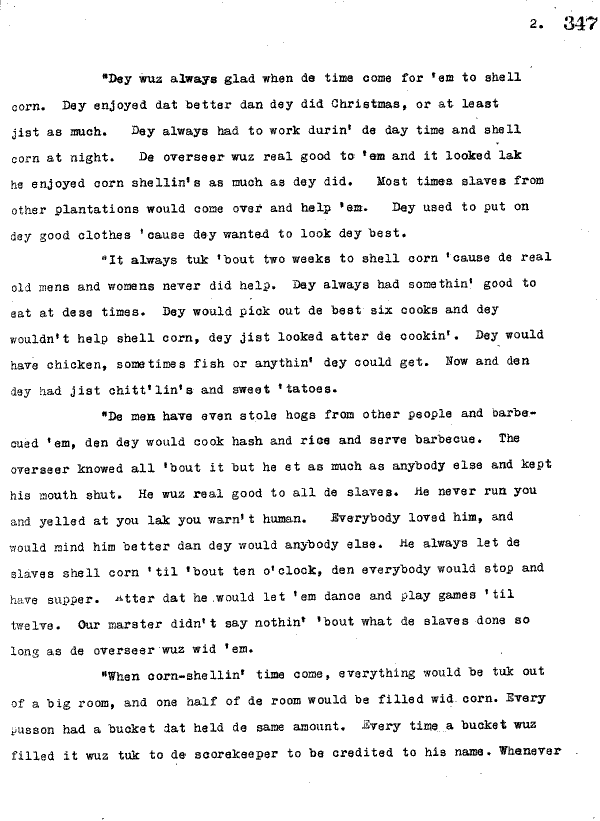 2. 347
"Dey wuz always glad when de time come for 'em to shell
corn. Dey enjoyed dat better dan dey did Christmas, or at least
jist as much. Dey always had to work durin' de day time and shell
corn at night. De overseer wuz real good to 'em and it looked lak
he enjoyed corn shellin's as much as dey did. Most times slaves from
other plantations would come over and help 'em. Dey used to put on
dey good clothes 'cause dey wanted to look dey best.
"It always tuk 'bout two weeks to shell corn 'cause de real
old mens and womens never did help. Dey always had somethin' good to
eat at dese times. Dey would pick out de best six cooks and dey
wouldn't help shell corn, dey jist looked atter de cookin'. Dey would
have chicken, sometimes fish or anythin' dey could get. Now and den
dey had jist chitt'lin's and sweet 'tatoes.
"De men have even stole hogs from other people and barbe-
cued 'em, den dey would cook hash and rice and serve barbecue. The
overseer knowed all 'bout it but he et as much as anybody else and kept
his mouth shut. He wuz real good to all de slaves. He never run you
and yelled at you lak you warn't human. Everybody loved him, and
would mind him better dan dey would anybody else. He always let de
slaves shell corn 'til 'bout ten o'clock, den everybody would stop and
have supper. Atter dat he would let 'em dance and play games 'til
twelve. Our marster didn't say nothin' 'bout what de slaves done so
long as de overseer wuz wid 'em.
"When corn-shellin' time come, everything would be tuk out
of a big room, and one half of de room would be filled wid corn. Every
pusson had a bucket dat held de same amount. Every time a bucket wuz
filled it wuz tuk to de scorekeeper to be credited to his name. Whenever